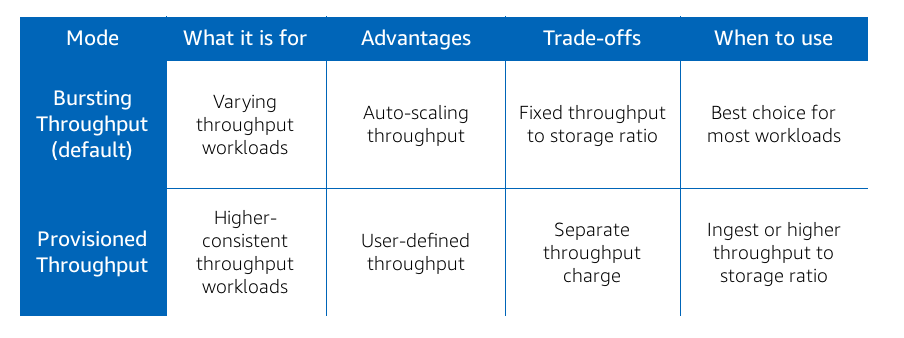 Mode
What it is for
Advantages
Trade-offs
When to use
Bursting
Throughput
(default)
Varying
throughput
workloads
Auto-scaling
throughput
Fixed throughput
to storage ratio
Best choice for
most workloads
Provisioned
Throughput
Higher-
consistent
throughput
workloads
User-defined
throughput
Separate
throughput
charge
Ingest or higher
throughput to
storage ratio